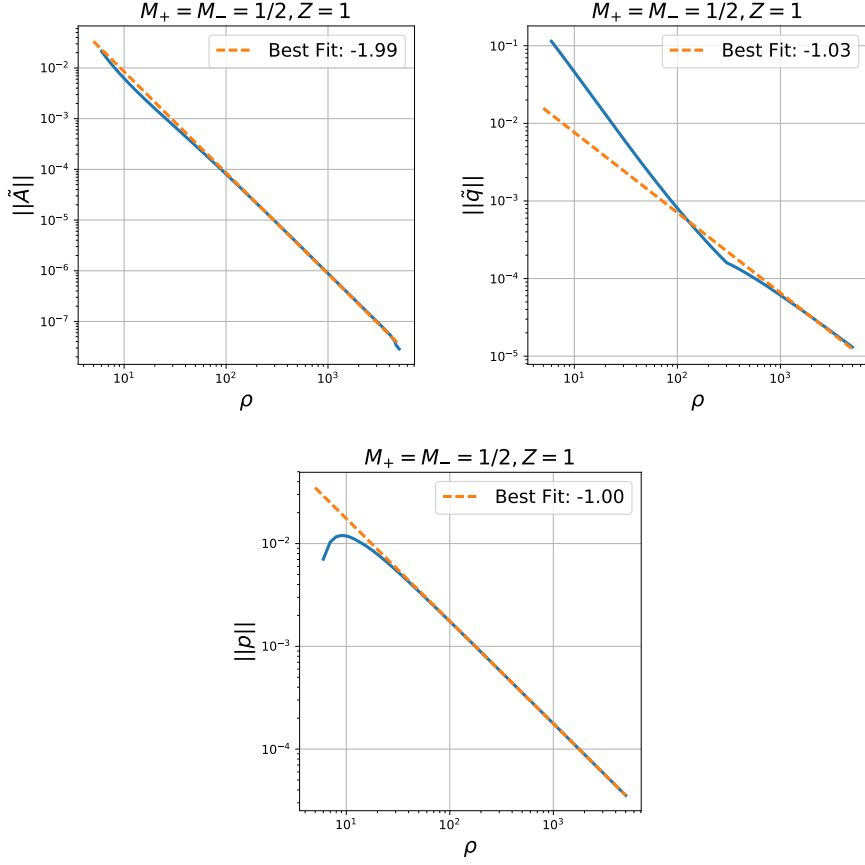 M₊ = M₋ = 1/2, Z = 1
Best Fit: -1.99
10⁻²
10⁻³
10⁻⁴
10⁻⁵
10⁻⁶
10⁻⁷
||Ã||
10¹ 10² 10³
ρ
M₊ = M₋ = 1/2, Z = 1
Best Fit: -1.03
10⁻¹
10⁻²
10⁻³
10⁻⁴
10⁻⁵
||q̃||
10¹ 10² 10³
ρ
M₊ = M₋ = 1/2, Z = 1
Best Fit: -1.00
10⁻²
10⁻³
10⁻⁴
||p||
10¹ 10² 10³
ρ